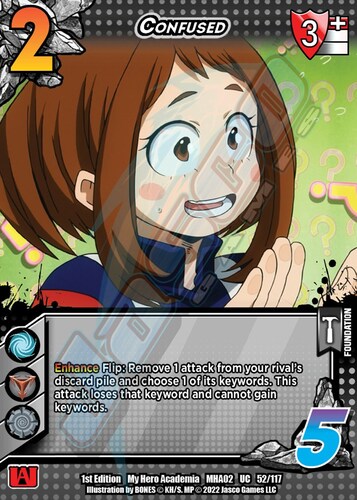 2
CONFUSED
3 +
FOUNDATION
Enhance Flip: Remove 1 attack from your rival's
discard pile and choose 1 of its keywords. This
attack loses that keyword and cannot gain
keywords.
5
1st Edition My Hero Academia MHA02 UC 52/117
Illustration by BONES © KH/S. MP © 2022 Jasco Games LLC